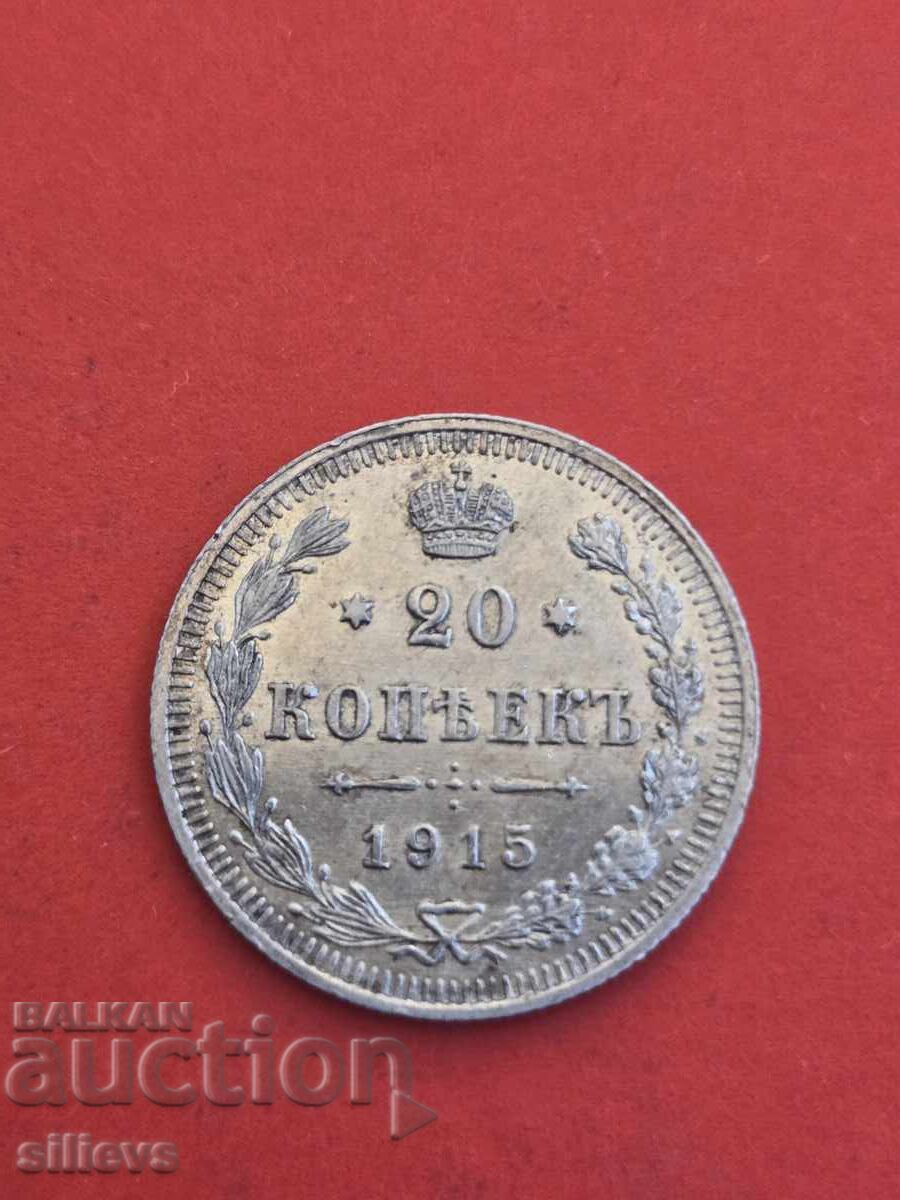 20
КОПѢЕКЪ
1915
BALKAN
auction
silievs